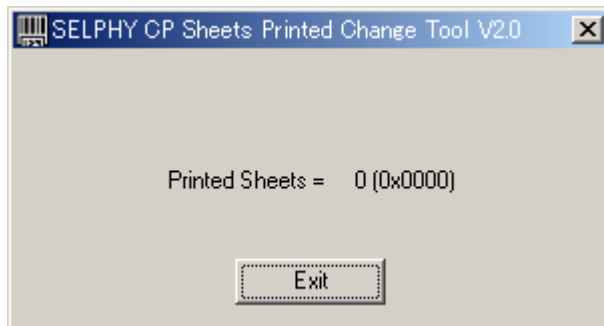 SELPHY CP Sheets Printed Change Tool V2.0
Printed Sheets = 0 (0x0000)
Exit